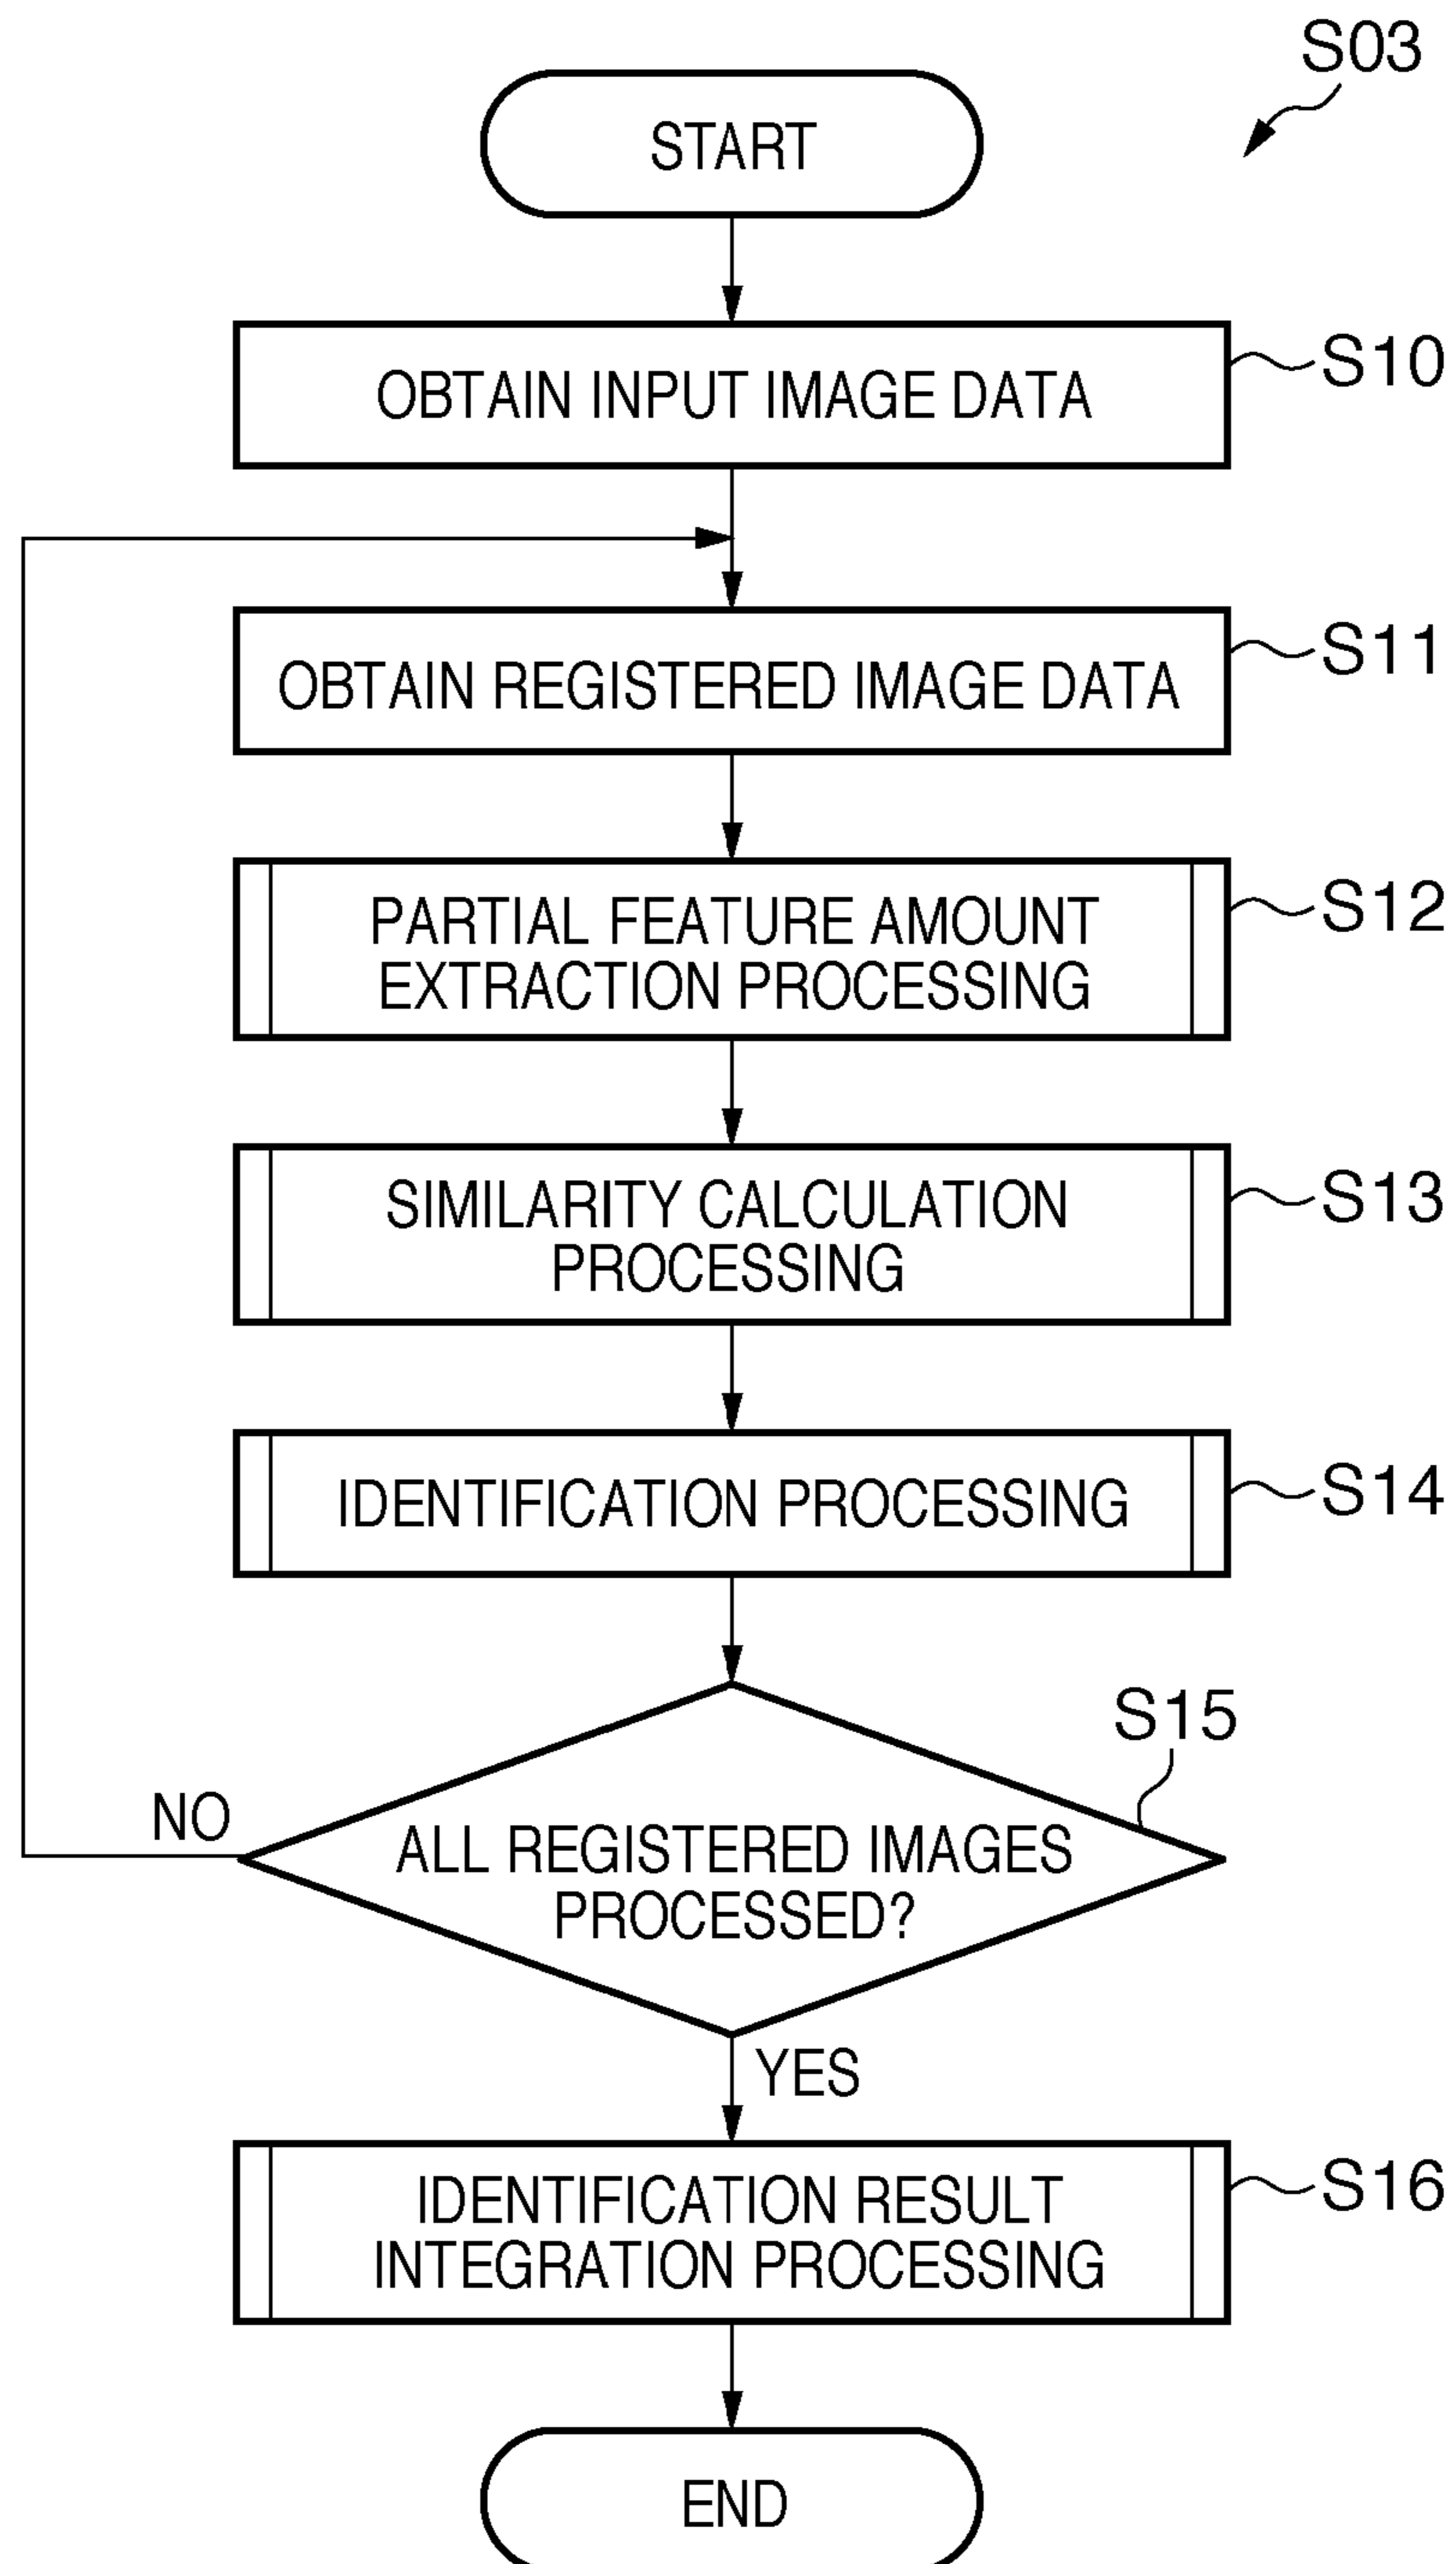 S03
START
OBTAIN INPUT IMAGE DATA
S10
OBTAIN REGISTERED IMAGE DATA
S11
PARTIAL FEATURE AMOUNT
EXTRACTION PROCESSING
S12
SIMILARITY CALCULATION
PROCESSING
S13
IDENTIFICATION PROCESSING
S14
S15
NO
ALL REGISTERED IMAGES
PROCESSED?
YES
IDENTIFICATION RESULT
INTEGRATION PROCESSING
S16
END